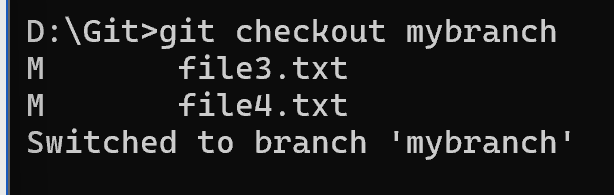 D:\Git>git checkout mybranch
M       file3.txt
M       file4.txt
Switched to branch 'mybranch'